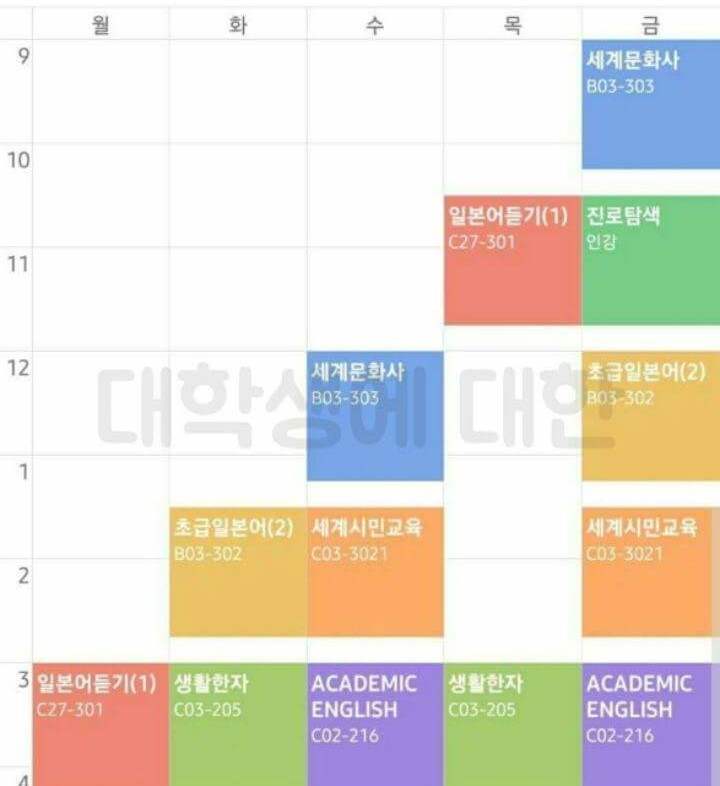 월 화 수 목 금
9
세계문화사
B03-303
10
일본어듣기(1) 진로탐색
C27-301 인강
11
12
세계문화사 초급일본어(2)
B03-303 B03-302
대학생에 대한
1
초급일본어(2) 세계시민교육 세계시민교육
B03-302 C03-3021 C03-3021
2
3
일본어듣기(1) 생활한자 ACADEMIC 생활한자 ACADEMIC
C27-301 C03-205 ENGLISH C03-205 ENGLISH
C02-216 C02-216
4